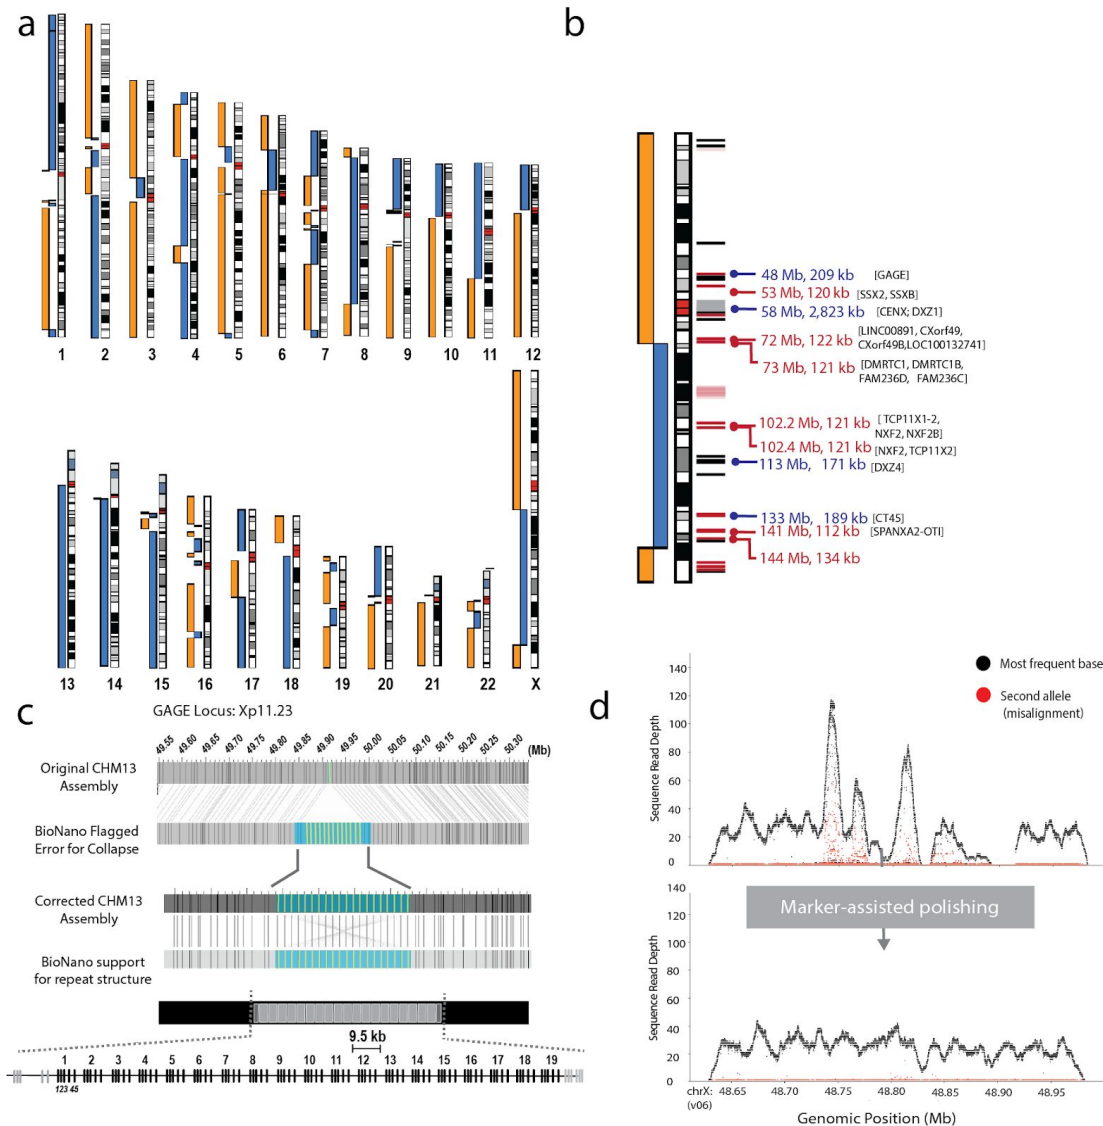 a
1 2 3 4 5 6 7 8 9 10 11 12
13 14 15 16 17 18 19 20 21 22 X
b
48 Mb, 209 kb [GAGE]
53 Mb, 120 kb [SSX2, SSXB]
58 Mb, 2,823 kb [CENX; DXZ1]
72 Mb, 122 kb [LINC00891, CXorf49,
CXorf49B,LOC100132741]
73 Mb, 121 kb [DMRTC1, DMRTC1B,
FAM236D, FAM236C]
102.2 Mb, 121 kb [ TCP11X1-2,
NXF2, NXF2B]
102.4 Mb, 121 kb [NXF2, TCP11X2]
113 Mb, 171 kb [DXZ4]
133 Mb, 189 kb [CT45]
141 Mb, 112 kb [SPANXA2-OTI]
144 Mb, 134 kb
c
GAGE Locus: Xp11.23
49.55 49.60 49.65 49.70 49.75 49.80 49.85 49.90 49.95 50.00 50.05 50.10 50.15 50.20 50.25 50.30 (Mb)
Original CHM13
Assembly
BioNano Flagged
Error for Collapse
Corrected CHM13
Assembly
BioNano support
for repeat structure
9.5 kb
1 2 3 4 5 6 7 8 9 10 11 12 13 14 15 16 17 18 19
123 45
d
Most frequent base
Second allele
(misalignment)
Sequence Read Depth
140
120
100
80
60
40
20
0
Marker-assisted polishing
Sequence Read Depth
140
120
100
80
60
40
20
0
chrX:
(v06)
48.65 48.70 48.75 48.80 48.85 48.90 48.95
Genomic Position (Mb)